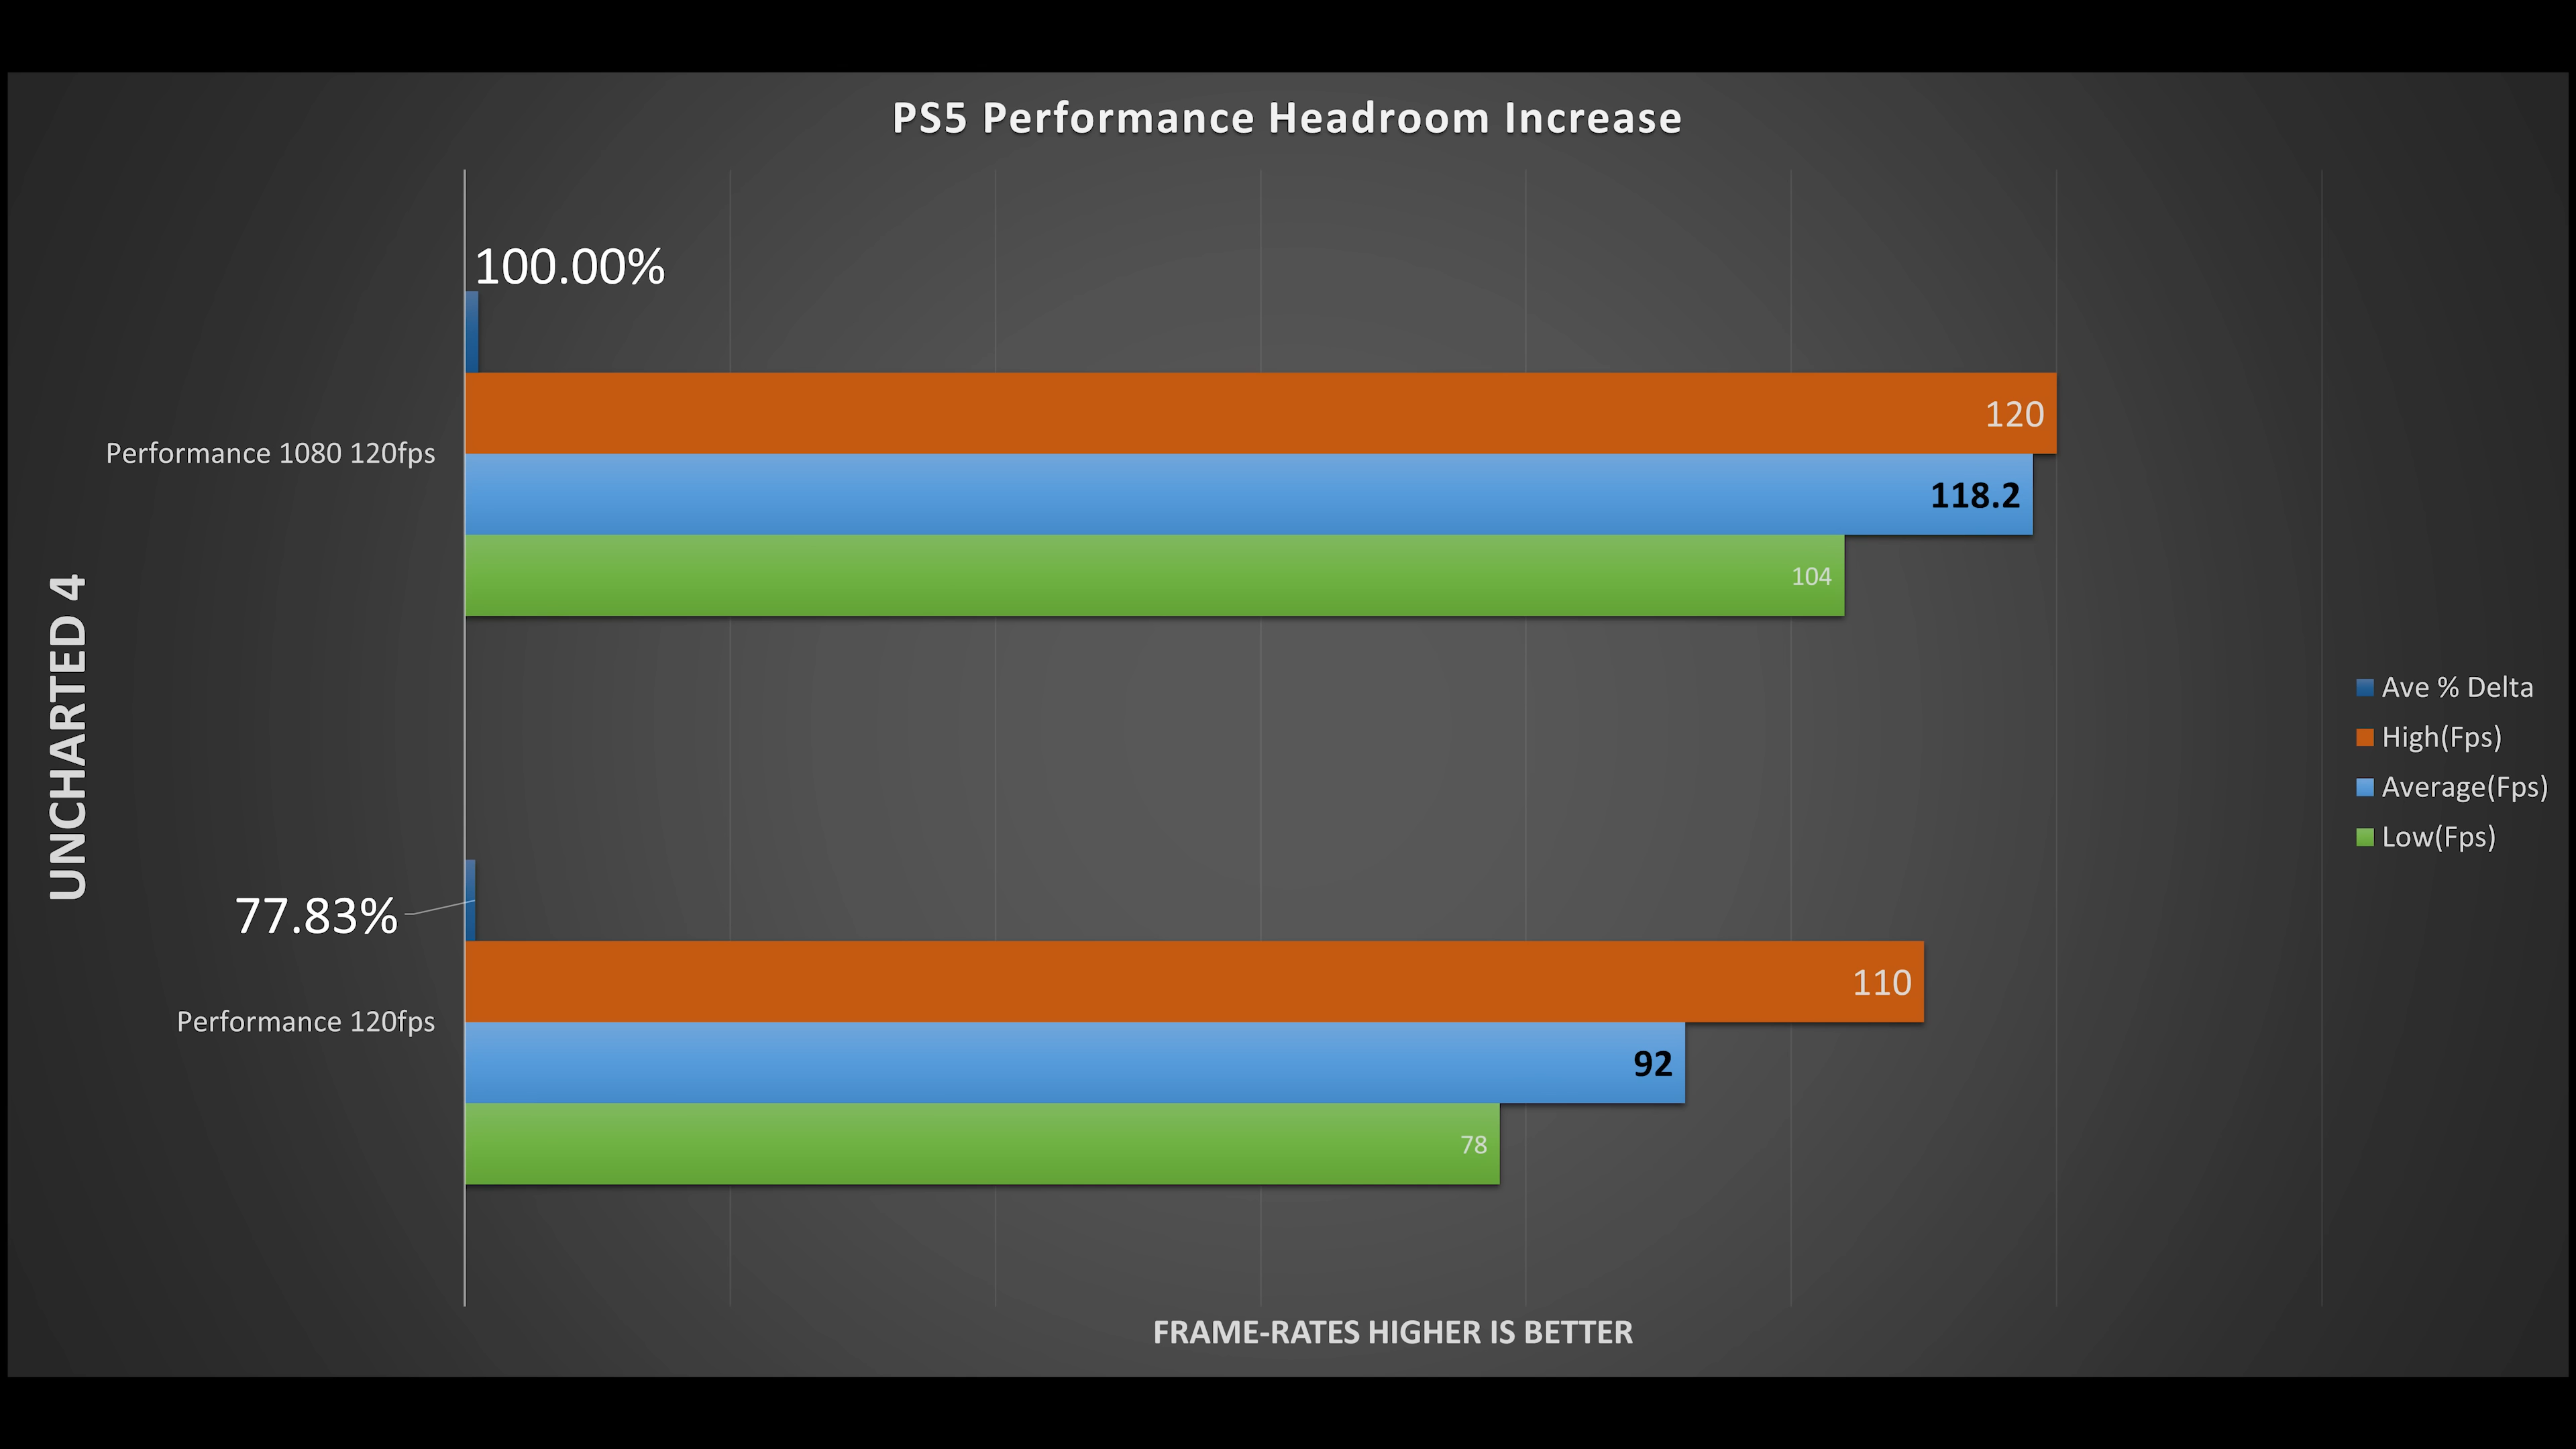 PS5 Performance Headroom Increase
100.00%
120
Performance 1080 120fps
118.2
104
UNCHARTED 4
Ave % Delta
High(Fps)
Average(Fps)
Low(Fps)
77.83%
110
Performance 120fps
92
78
FRAME-RATES HIGHER IS BETTER